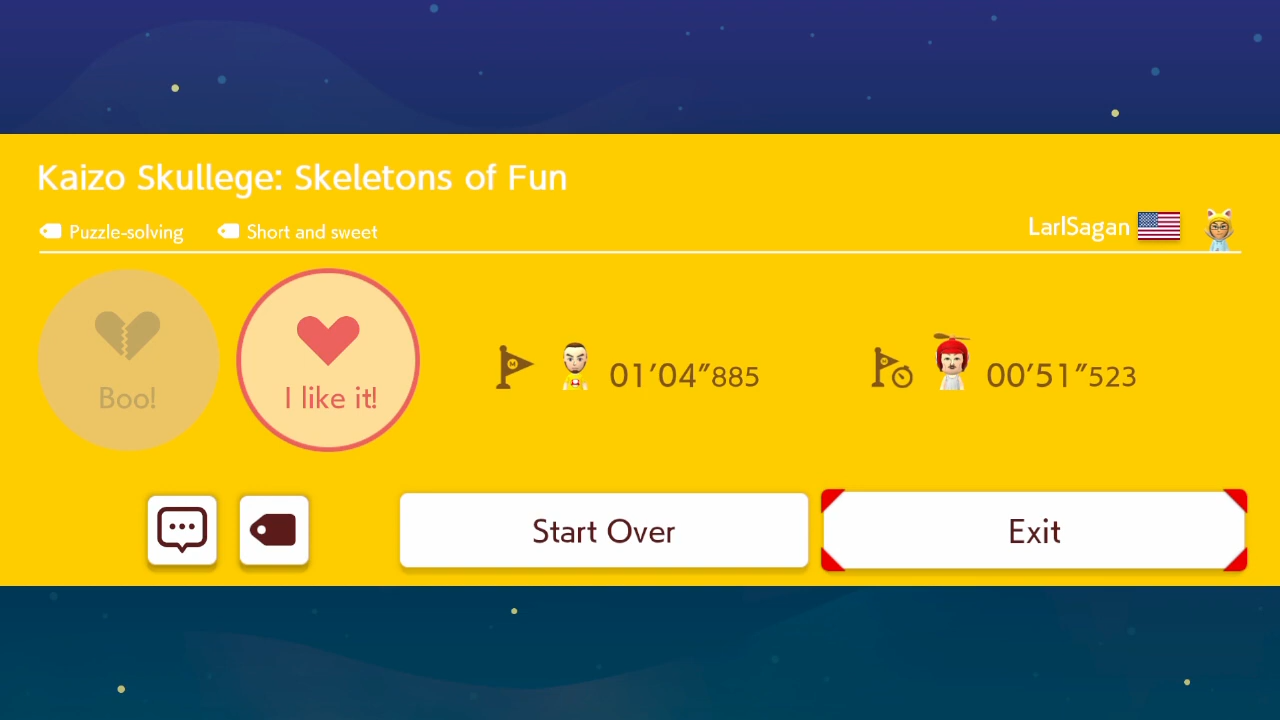 Kaizo Skullege: Skeletons of Fun
Puzzle-solving Short and sweet
LarlSagan
Boo!
I like it!
M
01′04″885
M
00′51″523
Start Over
Exit